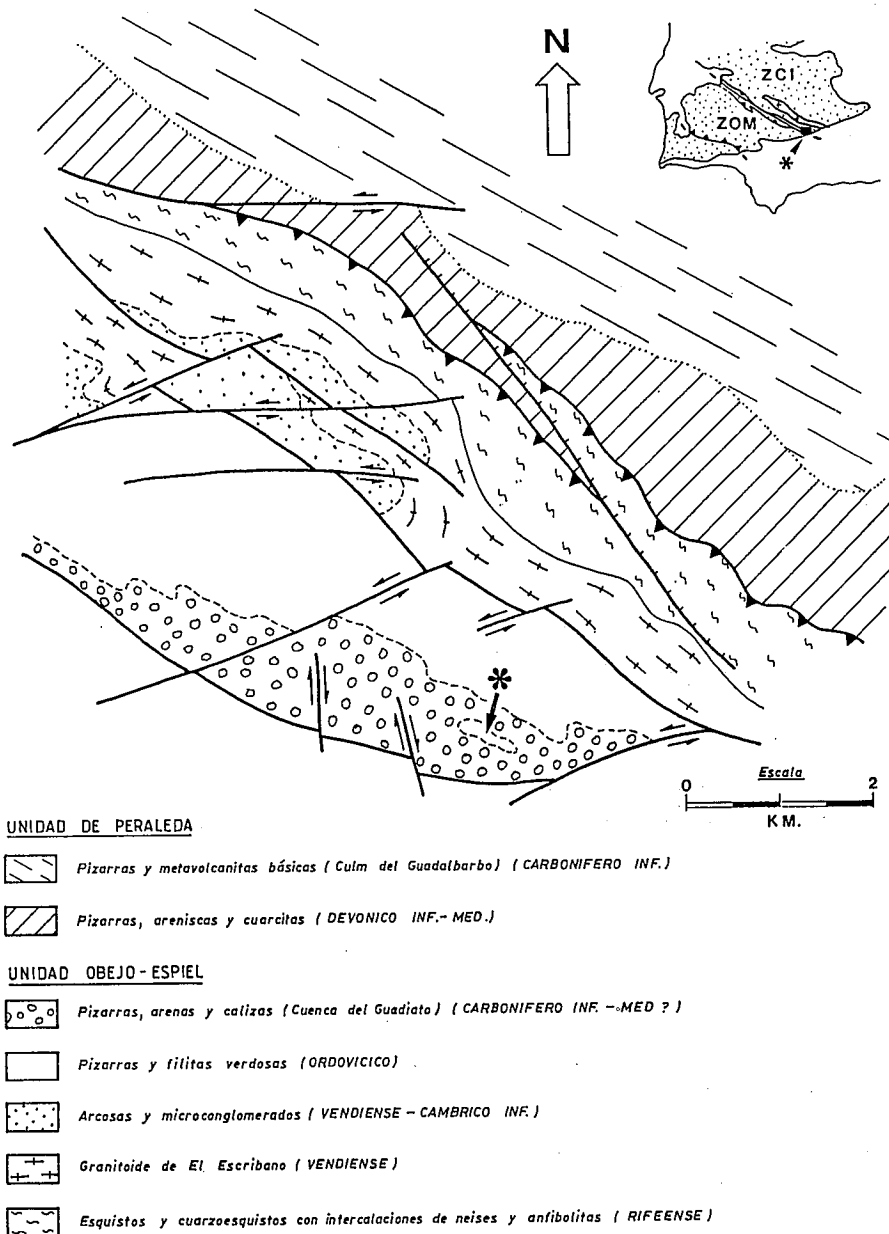 N
ZCI
ZOM
*
*
Escala
0 2
KM.
UNIDAD DE PERALEDA
Pizarras y metavolcanitas básicas ( Culm del Guadalbarbo) ( CARBONIFERO INF.)
Pizarras, areniscas y cuarcitas ( DEVONICO INF.- MED.)
UNIDAD OBEJO - ESPIEL
Pizarras, arenas y calizas (Cuenca del Guadiato) ( CARBONIFERO INF. - MED ? )
Pizarras y filitas verdosas ( ORDOVICICO)
Arcosas y microconglomerados ( VENDIENSE - CAMBRICO INF. )
Granitoide de El Escribano ( VENDIENSE )
Esquistos y cuarzoesquistos con intercalaciones de neises y anfibolitas ( RIFEENSE )